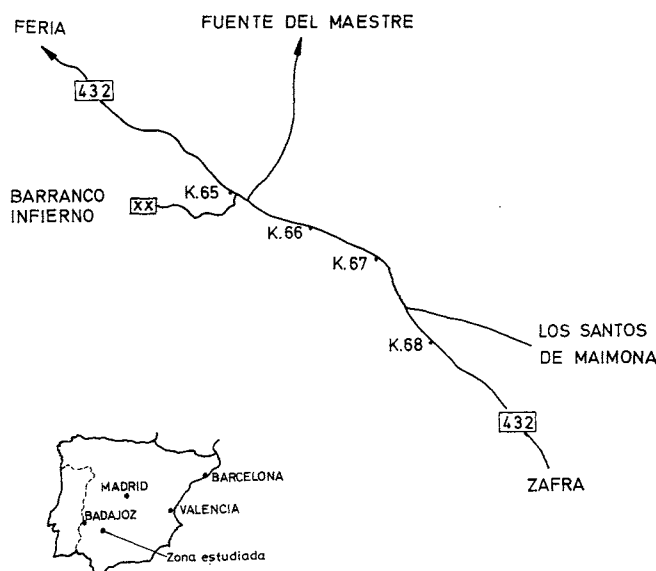 FERIA
FUENTE DEL MAESTRE
432
BARRANCO
INFIERNO
XX
K.65
K.66
K.67
K.68
LOS SANTOS
DE MAIMONA
432
ZAFRA
MADRID
BARCELONA
BADAJOZ
VALENCIA
Zona estudiada